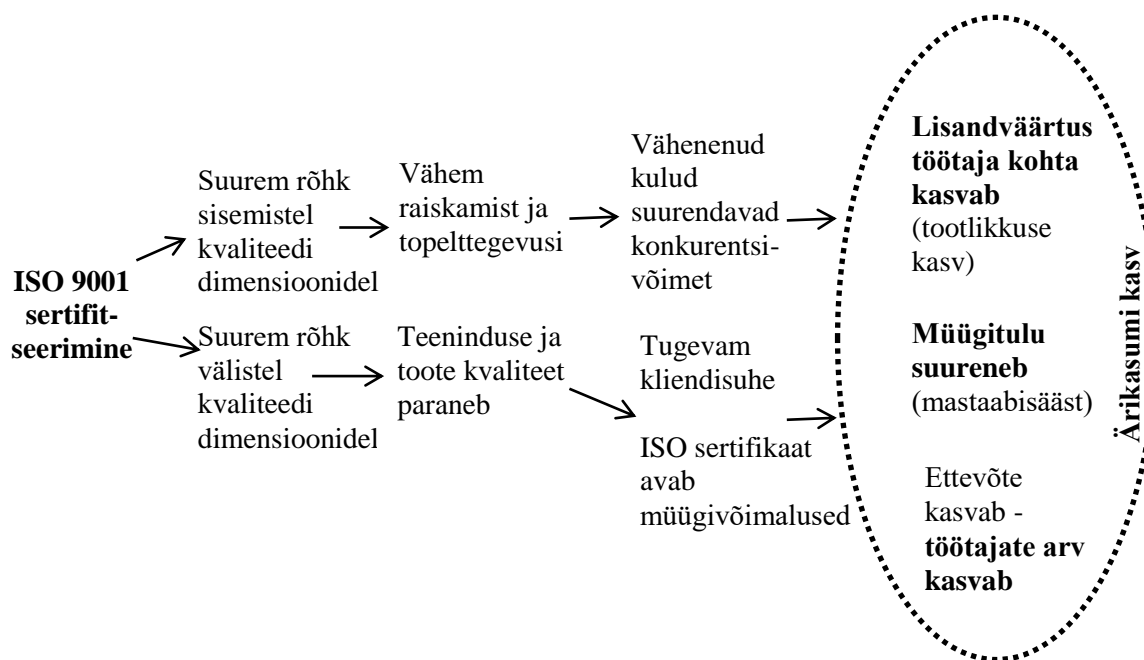 ISO 9001
sertifit-
seerimine
Suurem rõhk
sisemistel
kvaliteedi
dimensioonidel
Vähem
raiskamist ja
topelttegevusi
Vähenenud
kulud
suurendavad
konkurentsi-
võimet
Suurem rõhk
välistel
kvaliteedi
dimensioonidel
Teeninduse ja
toote kvaliteet
paraneb
Tugevam
kliendisuhe
ISO sertifikaat
avab
müügivõimalused
Lisandväärtus
töötaja kohta
kasvab
(tootlikkuse
kasv)
Müügitulu
suureneb
(mastaabisääst)
Ettevõte
kasvab -
töötajate arv
kasvab
Ärikasumi kasv